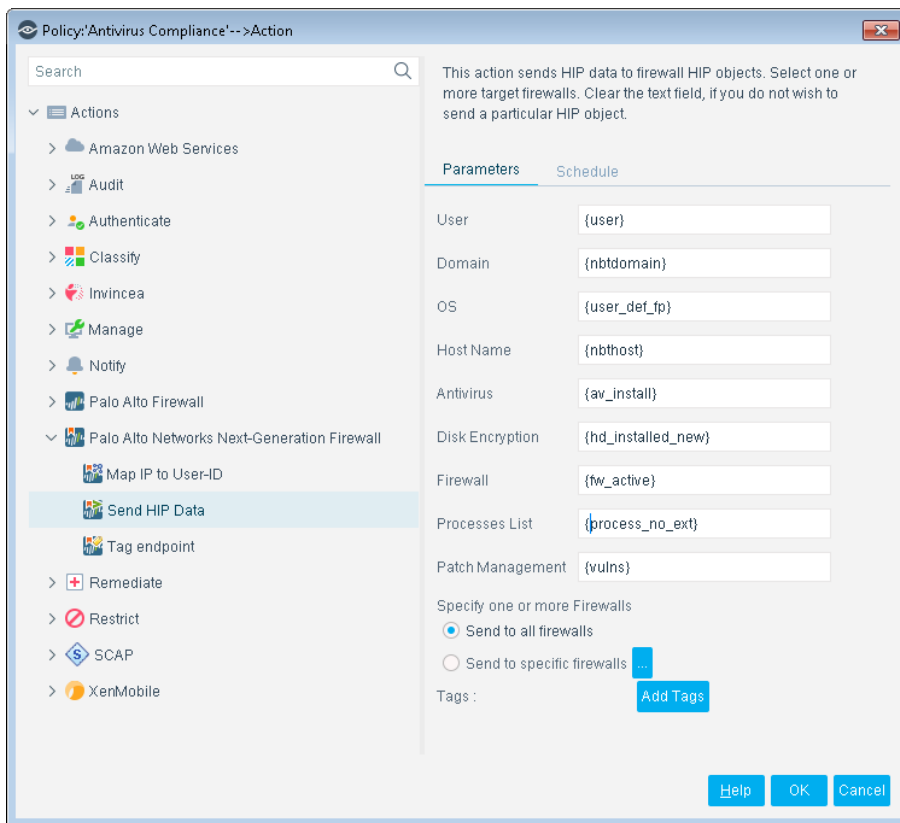 Policy:'Antivirus Compliance'-->Action
Search
Actions
Amazon Web Services
LOG
Audit
Authenticate
Classify
Invincea
Manage
Notify
Palo Alto Firewall
Palo Alto Networks Next-Generation Firewall
Map IP to User-ID
Send HIP Data
Tag endpoint
Remediate
Restrict
S
SCAP
XenMobile
This action sends HIP data to firewall HIP objects. Select one or
more target firewalls. Clear the text field, if you do not wish to
send a particular HIP object.
Parameters Schedule
User {user}
Domain {nbtdomain}
OS {user_def_fp}
Host Name {nbthost}
Antivirus {av_install}
Disk Encryption {hd_installed_new}
Firewall {fw_active}
Processes List {process_no_ext}
Patch Management {vulns}
Specify one or more Firewalls
Send to all firewalls
Send to specific firewalls ...
Tags : Add Tags
Help OK Cancel